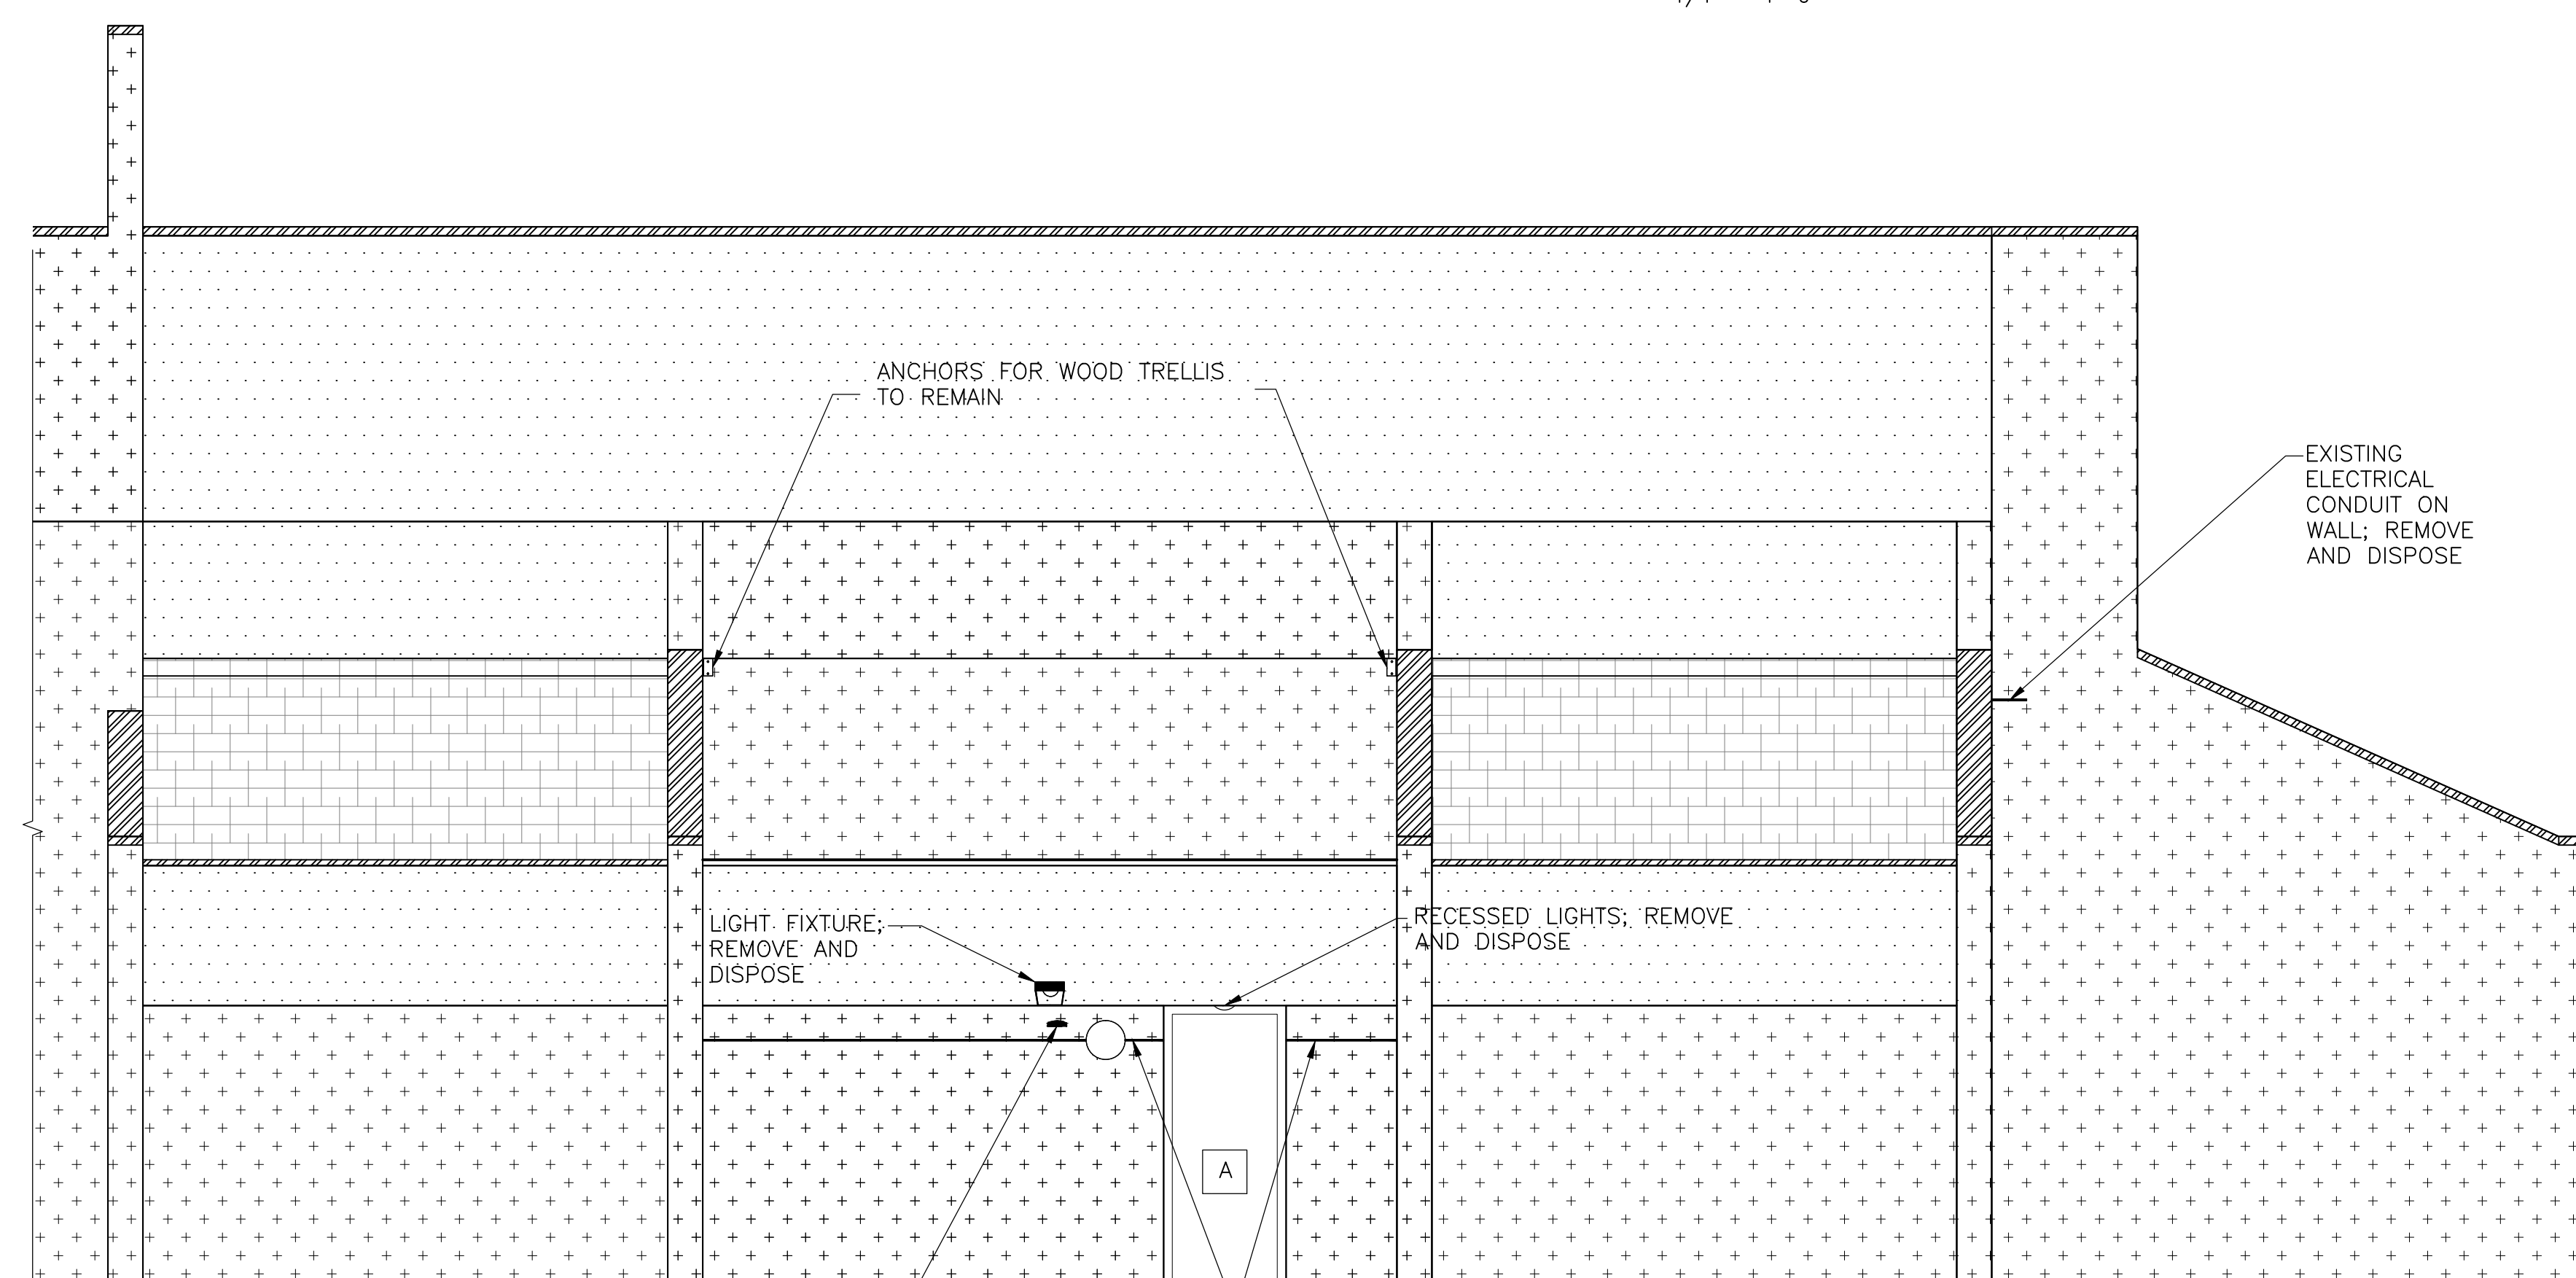 ANCHORS FOR WOOD TRELLIS
TO REMAIN
EXISTING
ELECTRICAL
CONDUIT ON
WALL; REMOVE
AND DISPOSE
LIGHT FIXTURE;
REMOVE AND
DISPOSE
RECESSED LIGHTS; REMOVE
AND DISPOSE
A